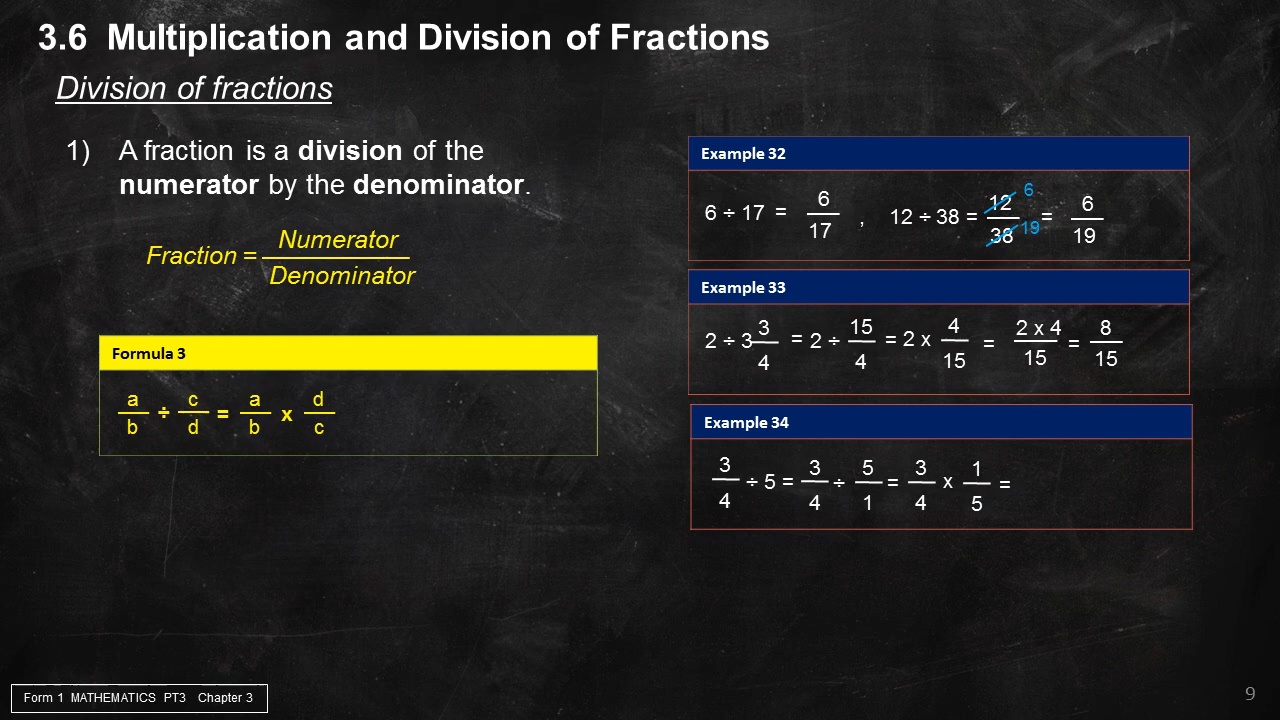 3.6 Multiplication and Division of Fractions
Division of fractions
1) A fraction is a division of the
numerator by the denominator.
Fraction = Numerator / Denominator
Formula 3
a/b ÷ c/d = a/b x d/c
Example 32
6 ÷ 17 = 6/17 , 12 ÷ 38 = 12/38 6 19 = 6/19
Example 33
2 ÷ 3 3/4 = 2 ÷ 15/4 = 2 x 4/15 = 2 x 4/15 = 8/15
Example 34
3/4 ÷ 5 = 3/4 ÷ 5/1 = 3/4 x 1/5 =
Form 1 MATHEMATICS PT3 Chapter 3
9